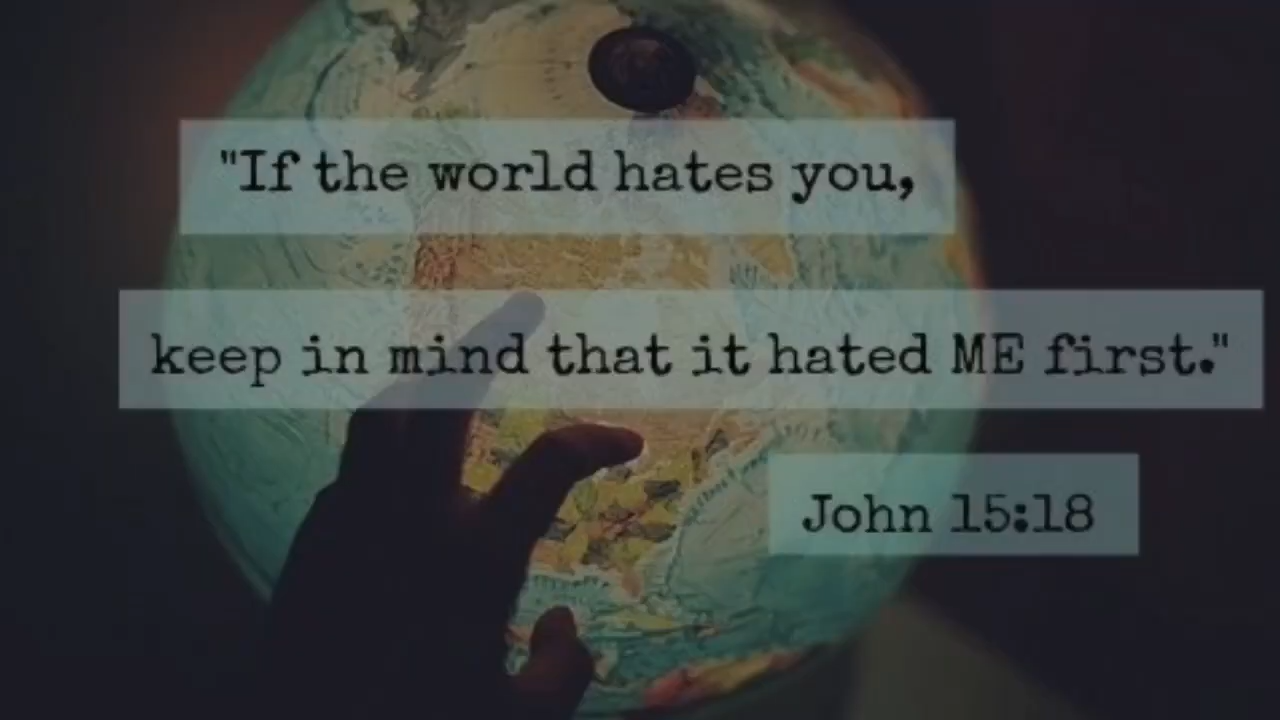 "If the world hates you,
keep in mind that it hated ME first."
John 15:18